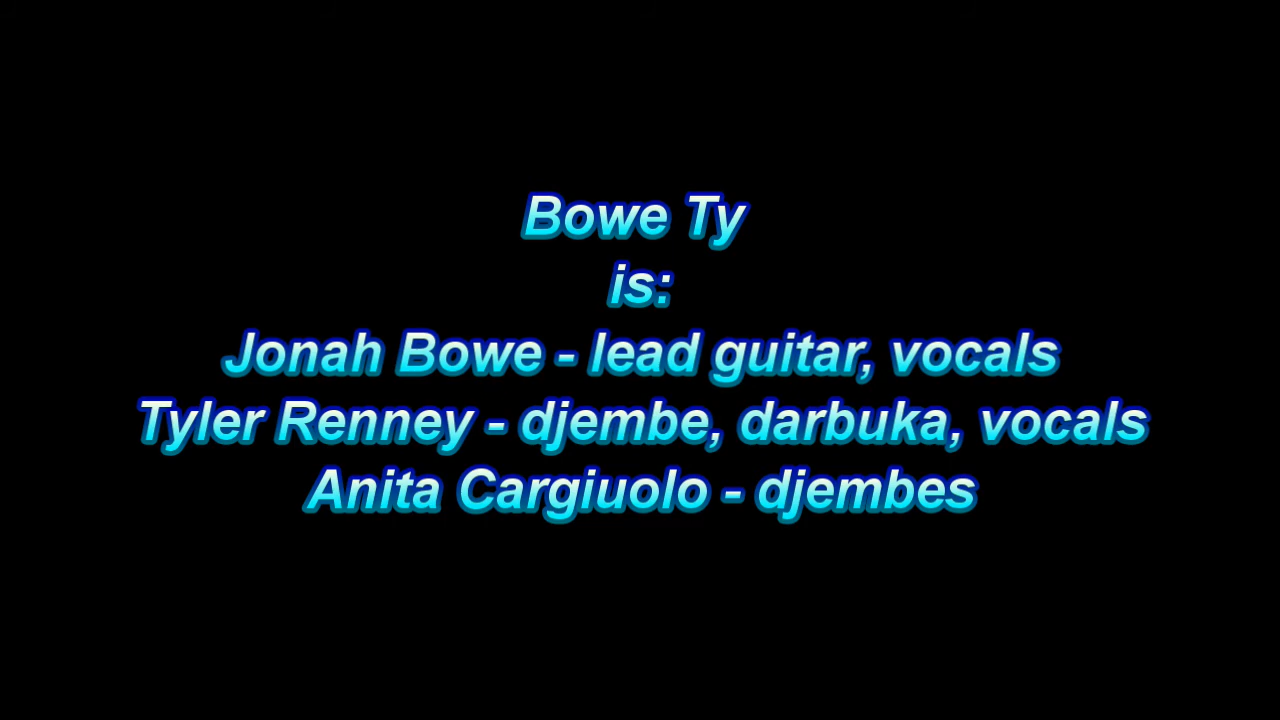 Bowe Ty
is:
Jonah Bowe - lead guitar, vocals
Tyler Renney - djembe, darbuka, vocals
Anita Cargiuolo - djembes